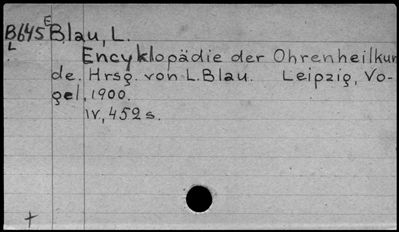 E
B645 Blau, L.
L
Encyklopädie der Ohrenheilkun
de. Hrsg. von L. Blau. Leipzig, Vo-
gel, 1900.
IV, 452 s.
+